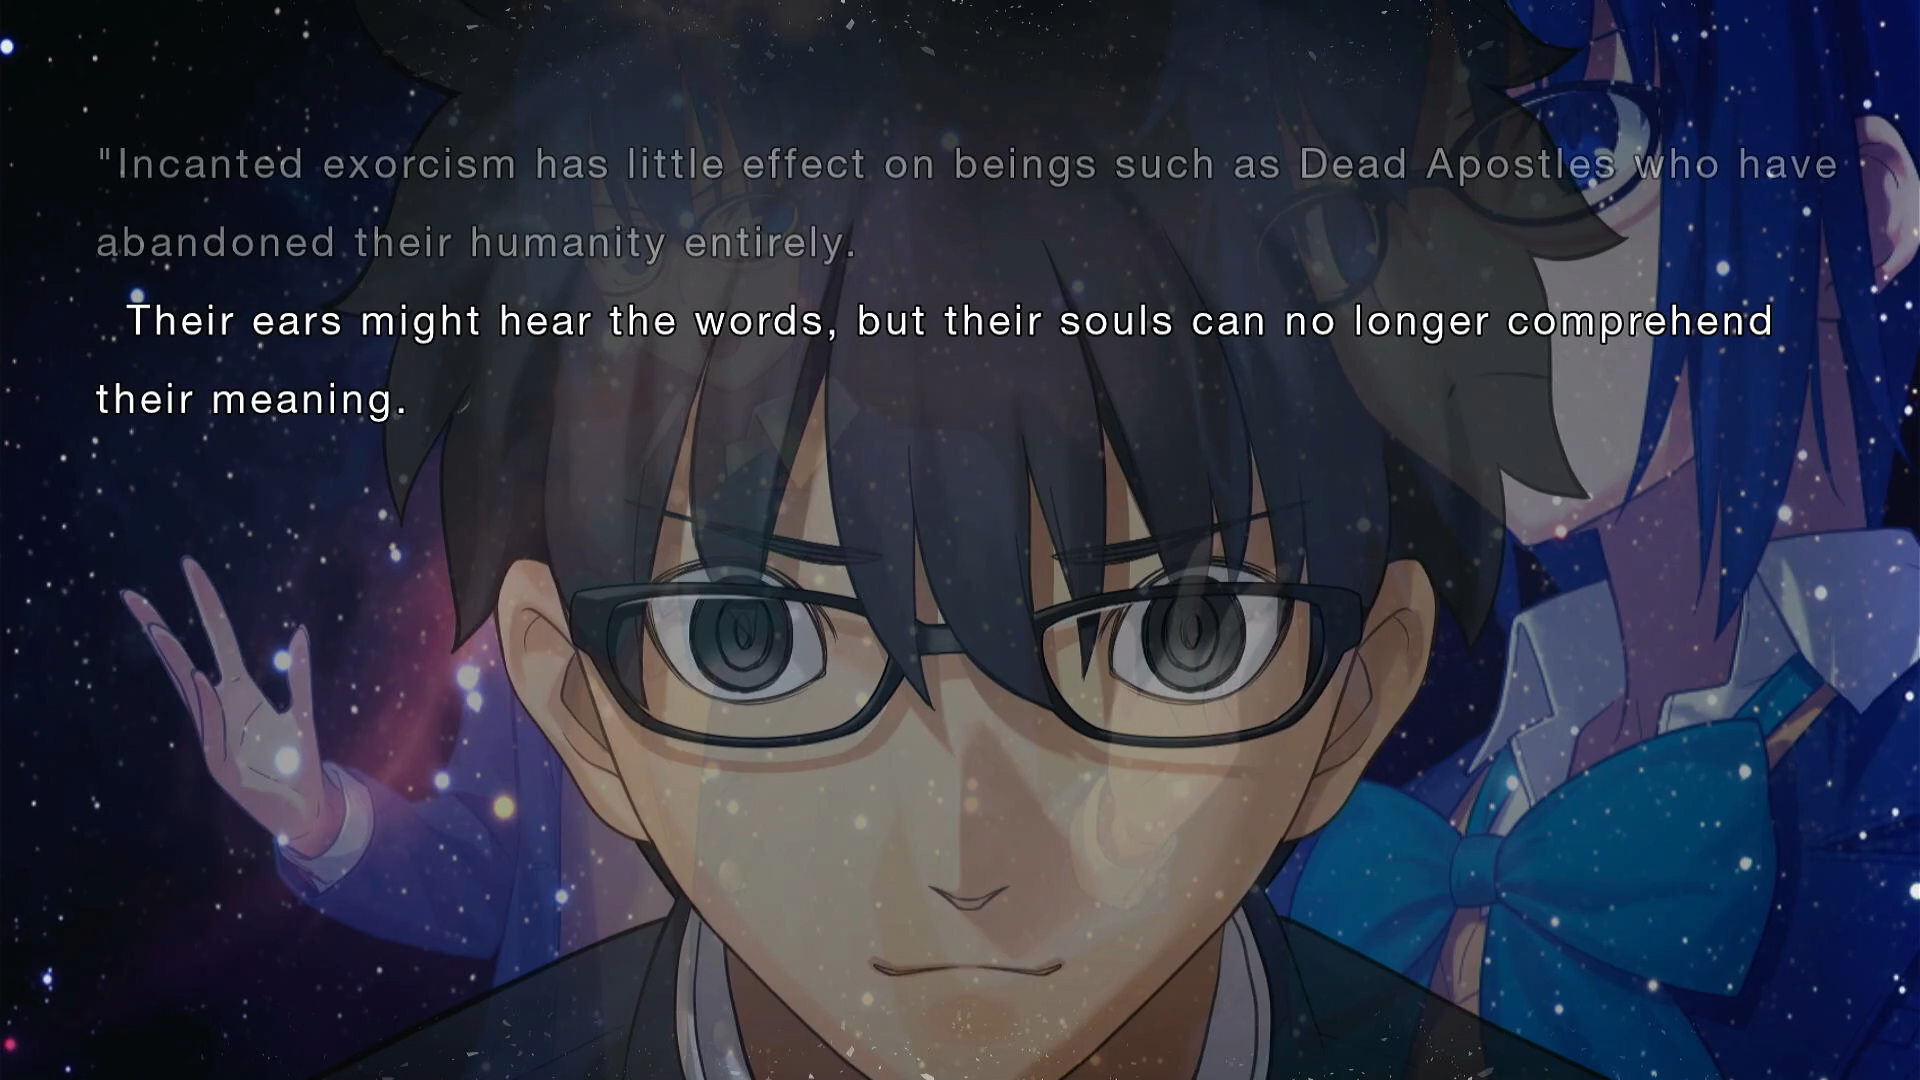 "Incanted exorcism has little effect on beings such as Dead Apostles who have
abandoned their humanity entirely.
Their ears might hear the words, but their souls can no longer comprehend
their meaning.